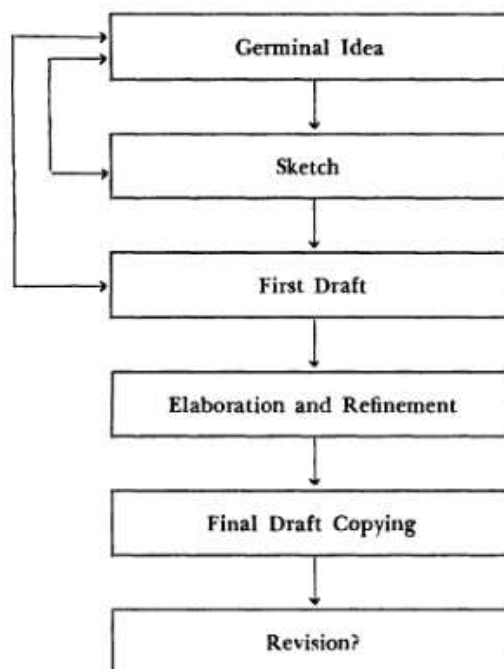 Germinal Idea
Sketch
First Draft
Elaboration and Refinement
Final Draft Copying
Revision?